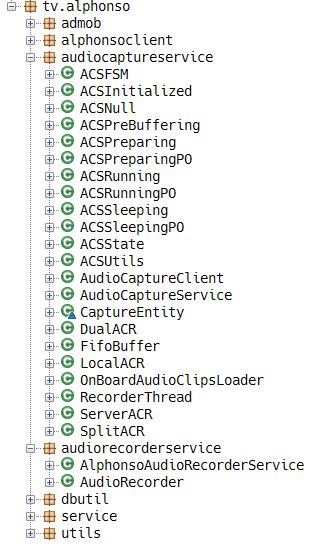 tv.alphonso
admob
alphonsoclient
audiocaptureservice
ACSFSM
ACSInitialized
ACSNull
ACSPreBuffering
ACSPreparing
ACSPreparingPO
ACSRunning
ACSRunningPO
ACSSleeping
ACSSleepingPO
ACSState
ACSUtils
AudioCaptureClient
AudioCaptureService
CaptureEntity
DualACR
FifoBuffer
LocalACR
OnBoardAudioClipsLoader
RecorderThread
ServerACR
SplitACR
audiorecorderservice
AlphonsoAudioRecorderService
AudioRecorder
dbutil
service
utils